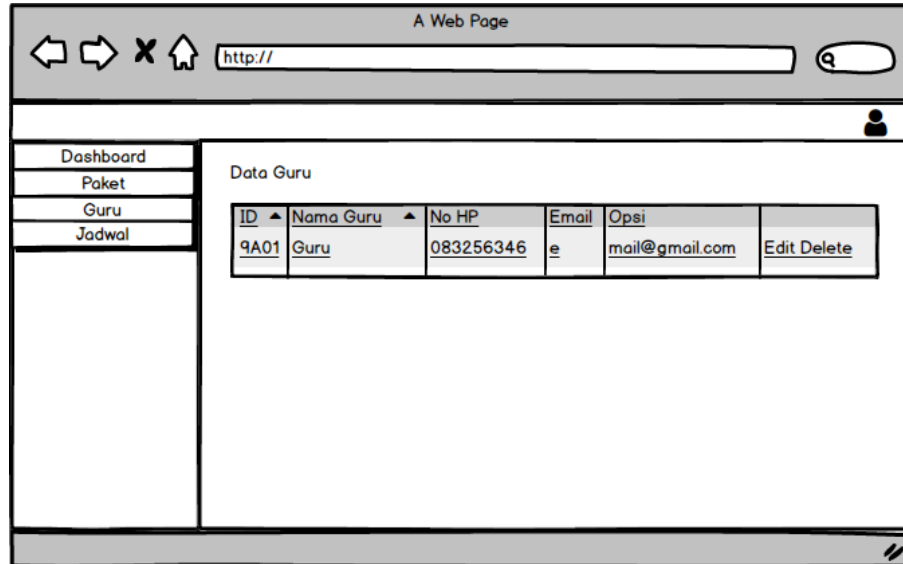 A Web Page
http://
Dashboard
Paket
Guru
Jadwal
Data Guru
ID Nama Guru No HP Email Opsi
9A01 Guru 083256346 e mail@gmail.com Edit Delete